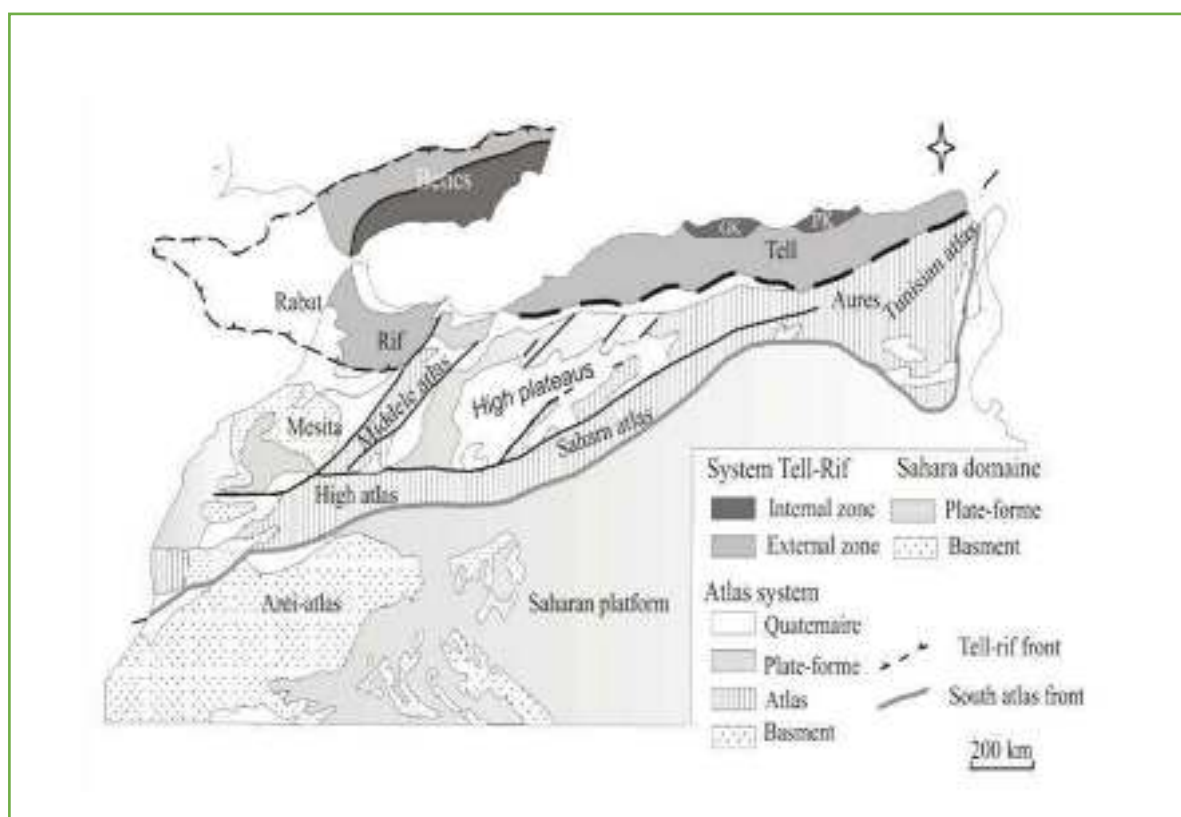 Betics
GK
PK
Tell
Tunisian atlas
Aures
Rabat
Rif
Middele atlas
High plateaus
Mesita
Sahara atlas
High atlas
Anti-atlas
Saharan platform
System Tell-Rif
Sahara domaine
Internal zone
Plate-forme
External zone
Basment
Atlas system
Quaternaire
Plate-forme
Tell-rif front
Atlas
South atlas front
Basment
200 km